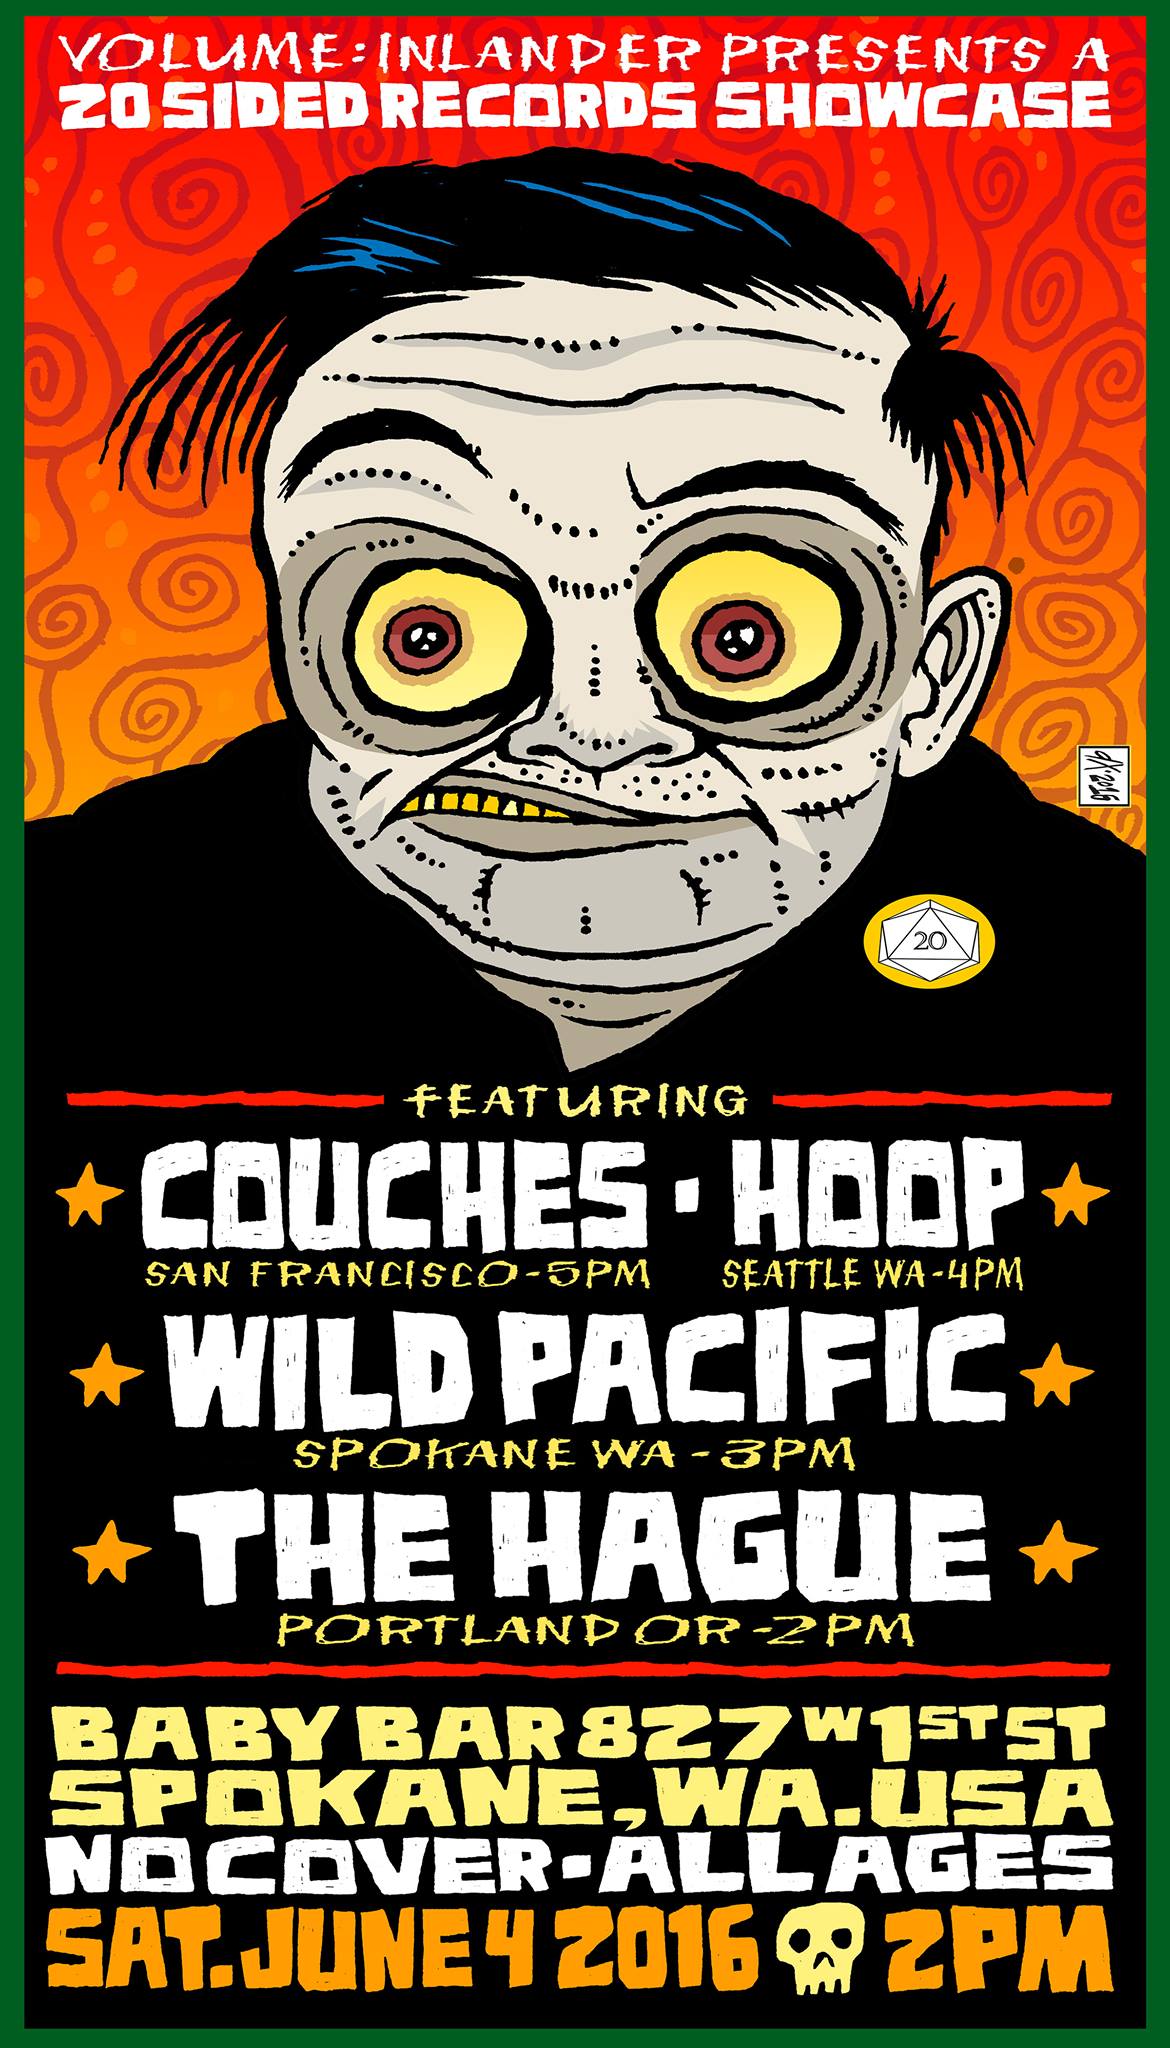 VOLUME: INLANDER PRESENTS A
20 SIDED RECORDS SHOWCASE
20
FEATURING
COUCHES · HOOP
SAN FRANCISCO-5PM SEATTLE WA-4PM
WILD PACIFIC
SPOKANE WA-3PM
THE HAGUE
PORTLAND OR-2PM
BABY BAR 827 W 1ST ST
SPOKANE, WA. USA
NO COVER · ALL AGES
SAT. JUNE 4 2016 2PM